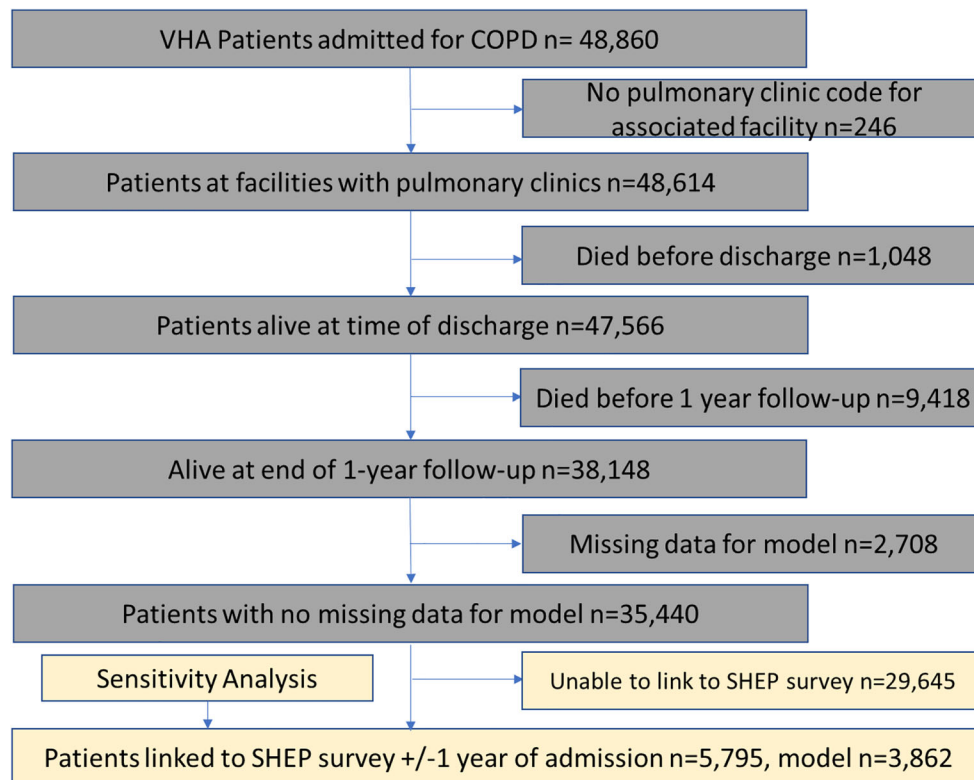 VHA Patients admitted for COPD n= 48,860
No pulmonary clinic code for
associated facility n=246
Patients at facilities with pulmonary clinics n=48,614
Died before discharge n=1,048
Patients alive at time of discharge n=47,566
Died before 1 year follow-up n=9,418
Alive at end of 1-year follow-up n=38,148
Missing data for model n=2,708
Patients with no missing data for model n=35,440
Sensitivity Analysis
Unable to link to SHEP survey n=29,645
Patients linked to SHEP survey +/-1 year of admission n=5,795, model n=3,862